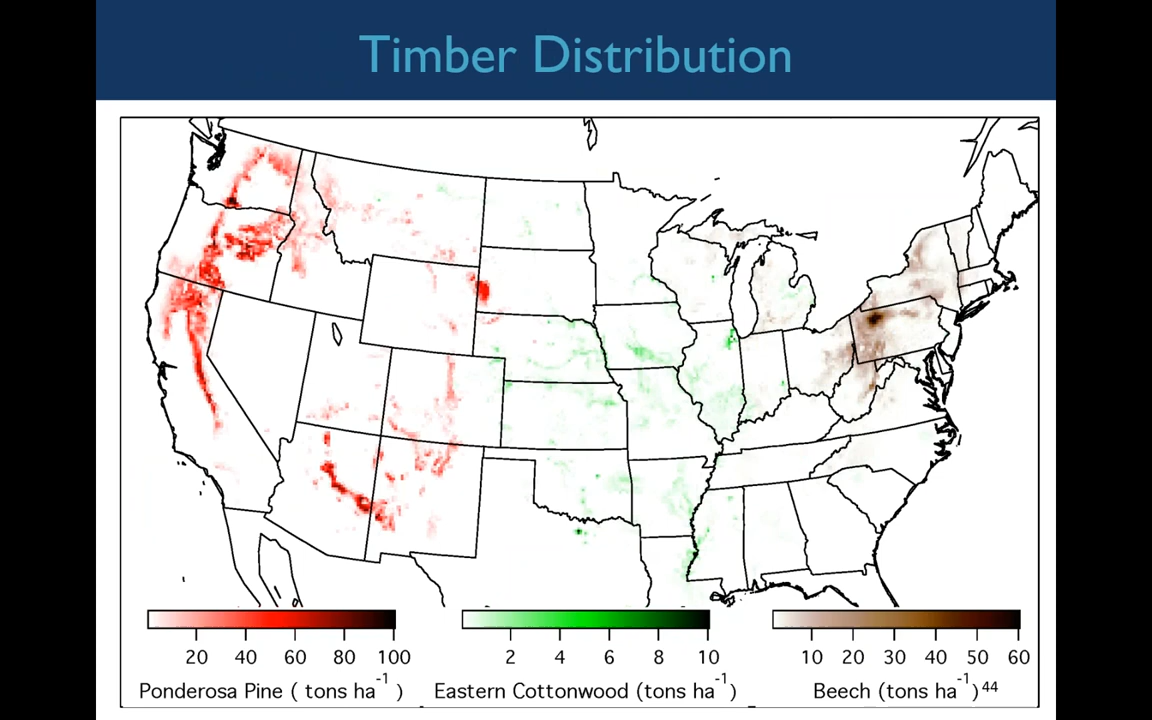 Timber Distribution
20 40 60 80 100
2 4 6 8 10
10 20 30 40 50 60
Ponderosa Pine ( tons ha⁻¹ )
Eastern Cottonwood (tons ha⁻¹)
Beech (tons ha⁻¹)
44